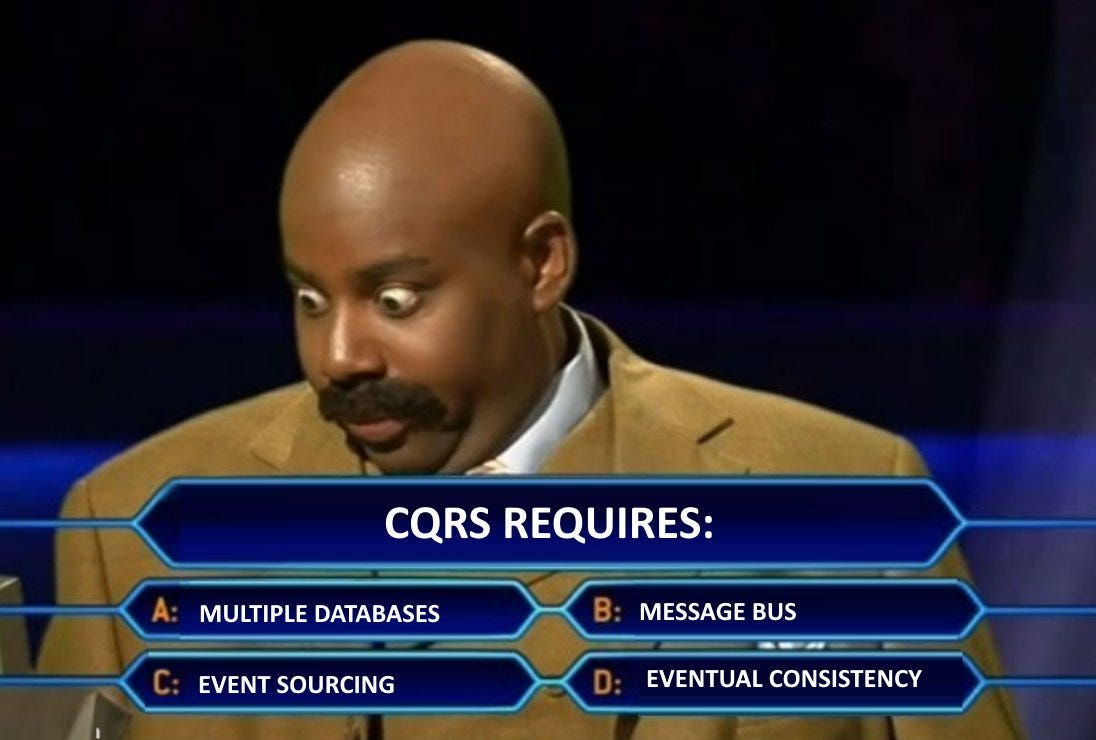 CQRS REQUIRES:
A: MULTIPLE DATABASES
B: MESSAGE BUS
C: EVENT SOURCING
D: EVENTUAL CONSISTENCY